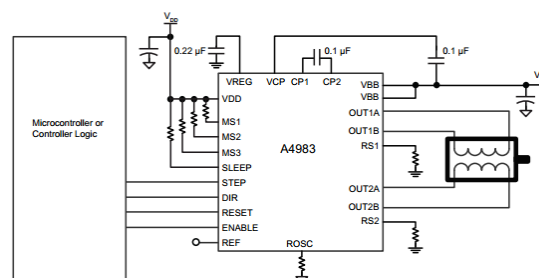 VDD
0.22 µF
0.1 µF
0.1 µF
VREG
VCP
CP1
CP2
VDD
MS1
MS2
MS3
SLEEP
STEP
DIR
RESET
ENABLE
REF
ROSC
A4983
VBB
VBB
OUT1A
OUT1B
RS1
OUT2A
OUT2B
RS2
Microcontroller or
Controller Logic